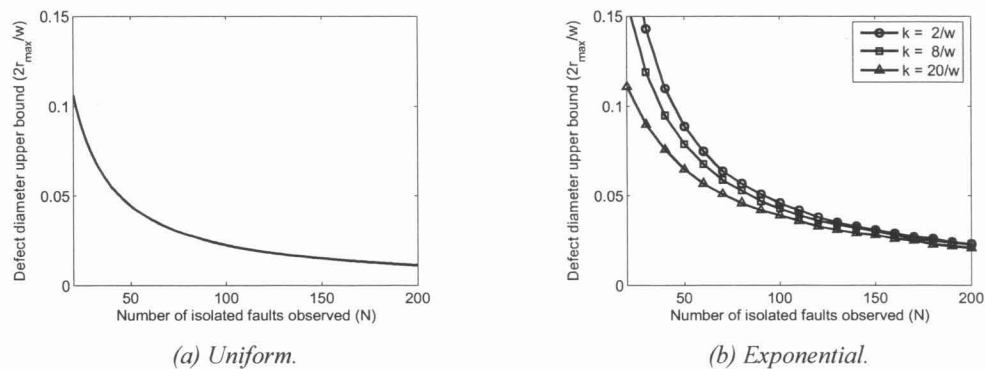 0.15
0.1
0.05
0
50
100
150
200
Defect diameter upper bound (2r_max/w)
Number of isolated faults observed (N)
(a) Uniform.
0.15
0.1
0.05
0
50
100
150
200
Defect diameter upper bound (2r_max/w)
Number of isolated faults observed (N)
k = 2/w
k = 8/w
k = 20/w
(b) Exponential.